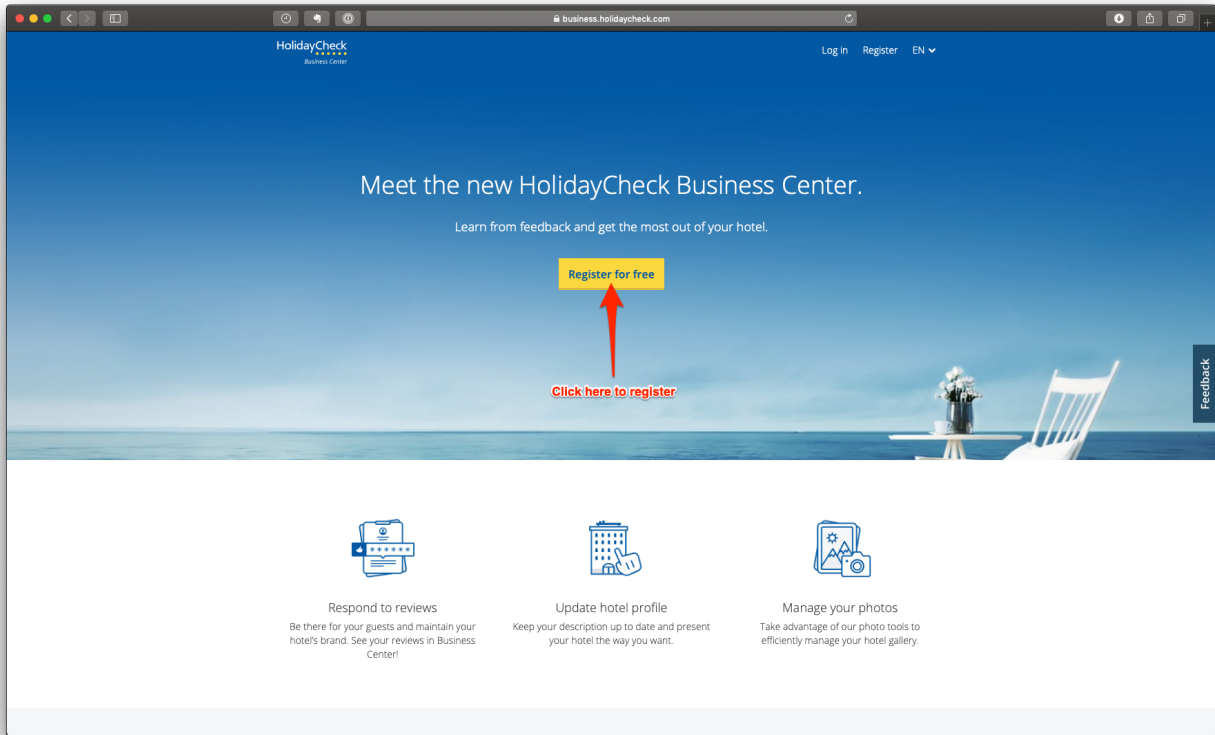 business.holidaycheck.com
HolidayCheck
Business Center
Log in Register EN
Meet the new HolidayCheck Business Center.
Learn from feedback and get the most out of your hotel.
Register for free
Click here to register
Feedback
Respond to reviews
Be there for your guests and maintain your
hotel's brand. See your reviews in Business
Center!
Update hotel profile
Keep your description up to date and present
your hotel the way you want.
Manage your photos
Take advantage of our photo tools to
efficiently manage your hotel gallery.